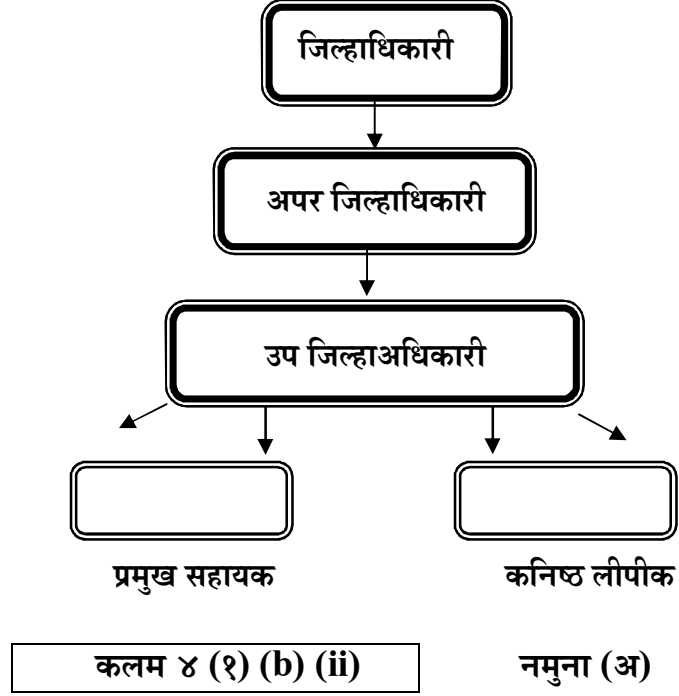 जिल्हाधिकारी
अपर जिल्हाधिकारी
उप जिल्हाअधिकारी
प्रमुख सहायक
कनिष्ठ लीपीक
कलम ४ (१) (b) (ii)
नमुना (अ)